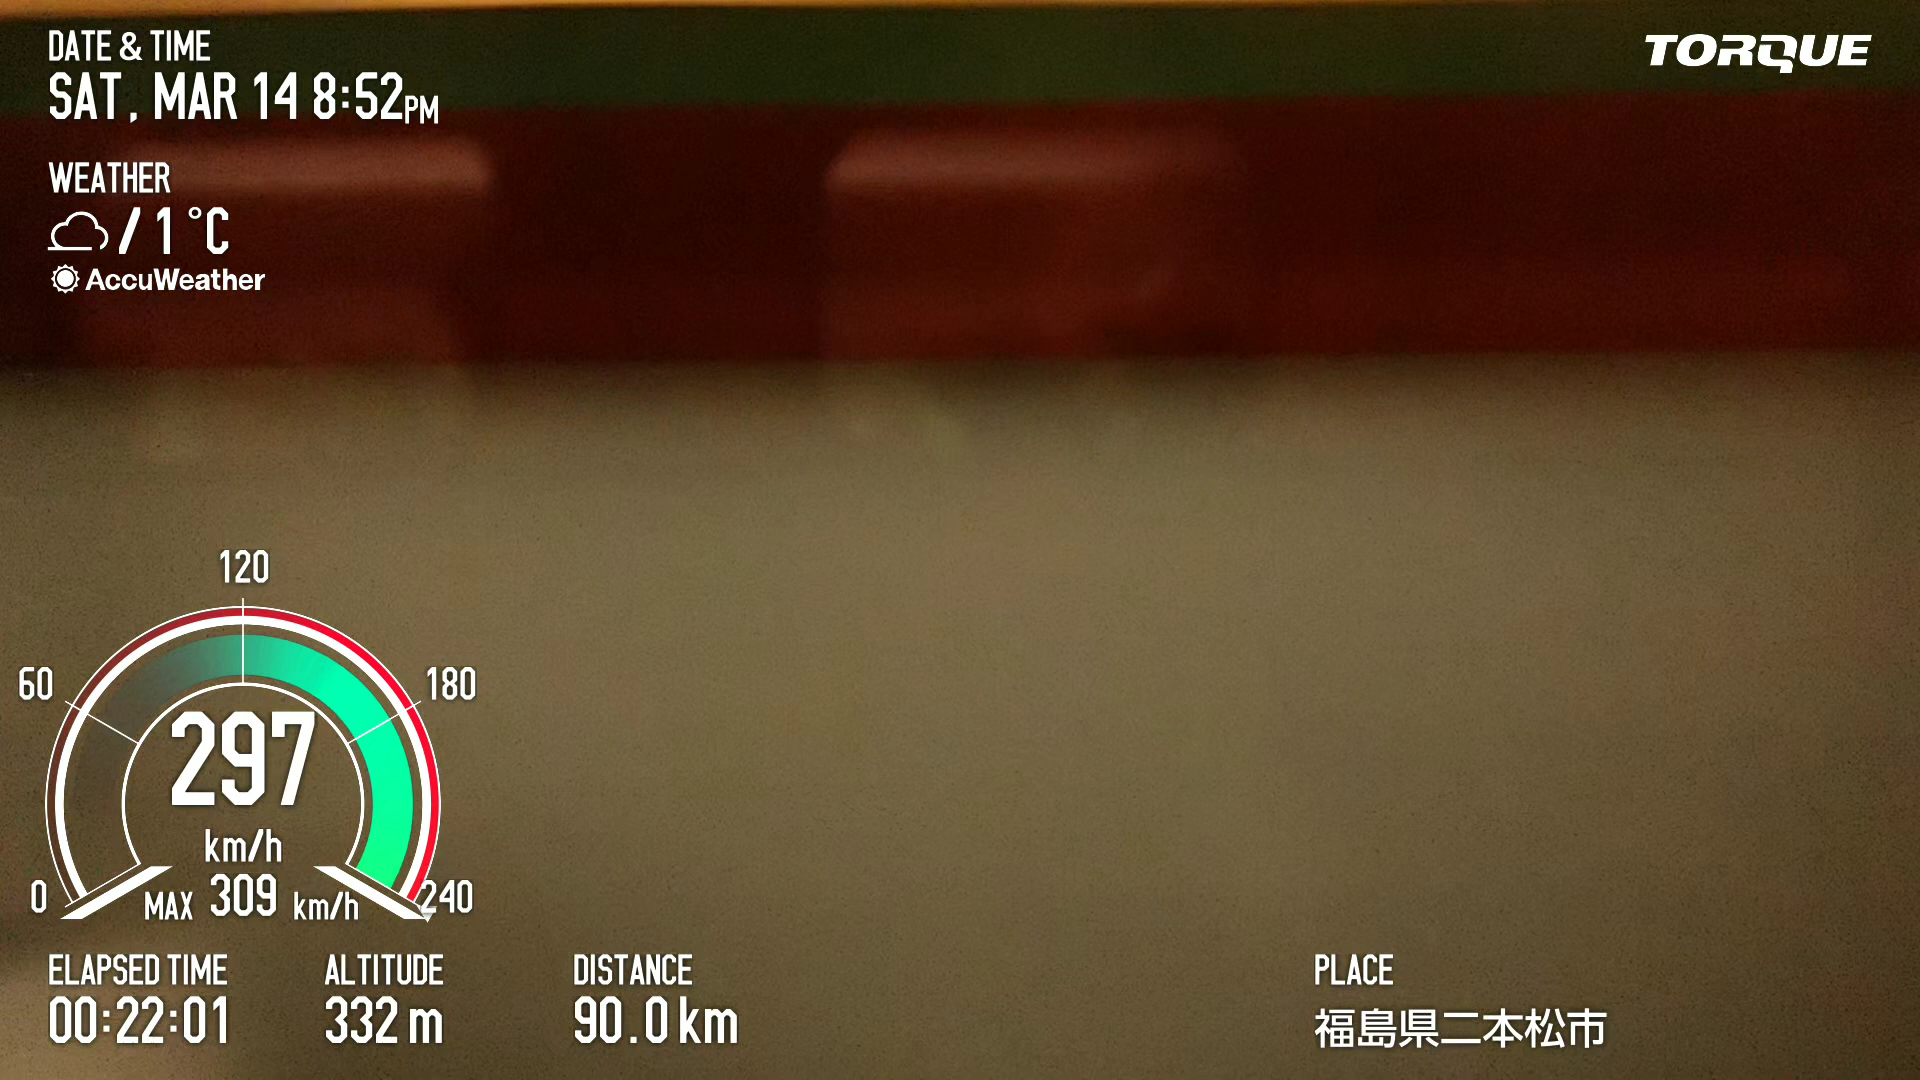 DATE & TIME
SAT, MAR 14 8:52PM
TORQUE
WEATHER
/ 1 °C
AccuWeather
120
60
180
297
km/h
0
MAX 309 km/h
240
ELAPSED TIME
00:22:01
ALTITUDE
332 m
DISTANCE
90.0 km
PLACE
福島県二本松市